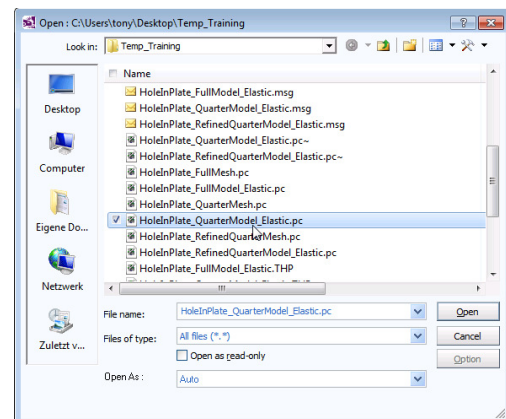 Open : C:\Users\tony\Desktop\Temp_Training
Look in: Temp_Training
Name
HoleInPlate_FullModel_Elastic.msg
HoleInPlate_QuarterModel_Elastic.msg
HoleInPlate_RefinedQuarterModel_Elastic.msg
HoleInPlate_QuarterModel_Elastic.pc~
HoleInPlate_RefinedQuarterModel_Elastic.pc~
HoleInPlate_FullMesh.pc
HoleInPlate_FullModel_Elastic.pc
HoleInPlate_QuarterMesh.pc
HoleInPlate_QuarterModel_Elastic.pc
HoleInPlate_RefinedQuarterMesh.pc
HoleInPlate_RefinedQuarterModel_Elastic.pc
HoleInPlate_FullModel_Elastic.THP
Desktop
Computer
Eigene Do...
Netzwerk
Zuletzt v...
File name: HoleInPlate_QuarterModel_Elastic.pc Open
Files of type: All files (*.*) Cancel
Open as read-only Option
Open As : Auto